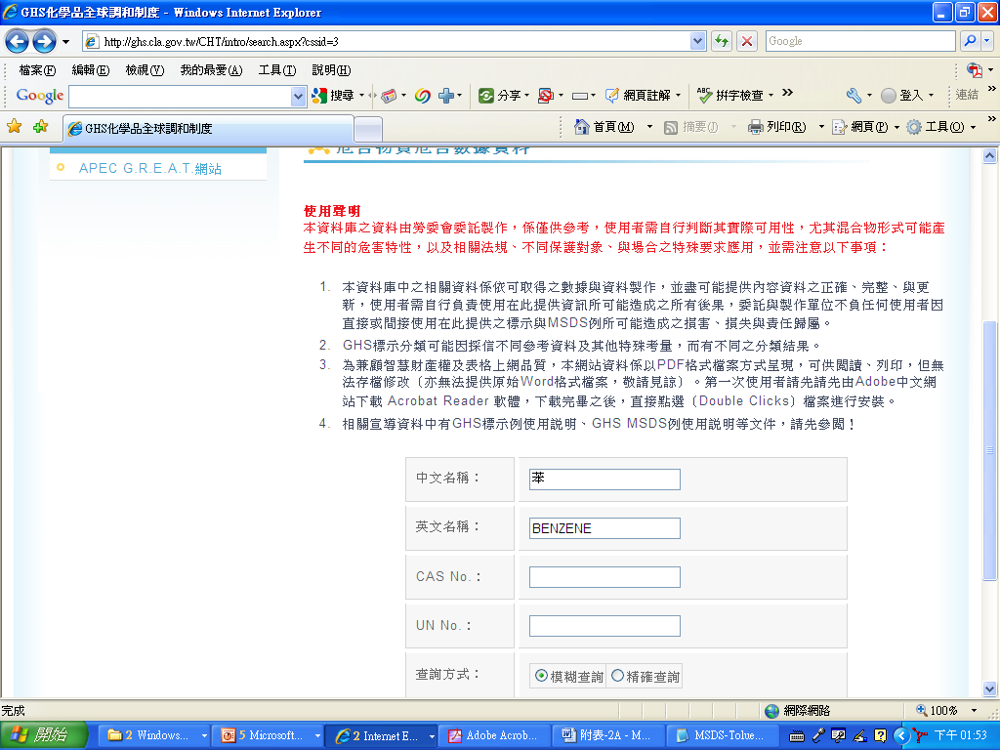 GHS化學品全球調和制度 - Windows Internet Explorer
http://ghs.cla.gov.tw/CHT/intro/search.aspx?cssid=3
Google
檔案(F) 編輯(E) 檢視(V) 我的最愛(A) 工具(T) 說明(H)
Google 搜尋 分享 網頁註解 ABC 拼字檢查 » 登入 連結 »
GHS化學品全球調和制度 首頁(M) 摘要(J) 列印(R) 網頁(P) 工具(O) »
APEC G.R.E.A.T.網站
危害物質危害數據資料
使用聲明
本資料庫之資料由勞委會委託製作，係僅供參考，使用者需自行判斷其實際可用性，尤其混合物形式可能產
生不同的危害特性，以及相關法規、不同保護對象、與場合之特殊要求應用，並需注意以下事項：
1. 本資料庫中之相關資料係依可取得之數據與資料製作，並盡可能提供內容資料之正確、完整、與更
新，使用者需自行負責使用在此提供資訊所可能造成之所有後果，委託與製作單位不負任何使用者因
直接或間接使用在此提供之標示與MSDS例所可能造成之損害、損失與責任歸屬。
2. GHS標示分類可能因採信不同參考資料及其他特殊考量，而有不同之分類結果。
3. 為兼顧智慧財產權及表格上網品質，本網站資料係以PDF格式檔案方式呈現，可供閱讀、列印，但無
法存檔修改〔亦無法提供原始Word格式檔案，敬請見諒〕。第一次使用者請先請先由Adobe中文網
站下載 Acrobat Reader 軟體，下載完畢之後，直接點選〔Double Clicks〕檔案進行安裝。
4. 相關宣導資料中有GHS標示例使用說明、GHS MSDS例使用說明等文件，請先參閱！
中文名稱： 苯
英文名稱： BENZENE
CAS No.：
UN No.：
查詢方式： 模糊查詢 精確查詢
完成 網際網路 100%
開始 2 Windows... 5 Microsoft... 2 Internet E... Adobe Acrob... 附表-2A - M... MSDS-Tolue... 下午 01:53